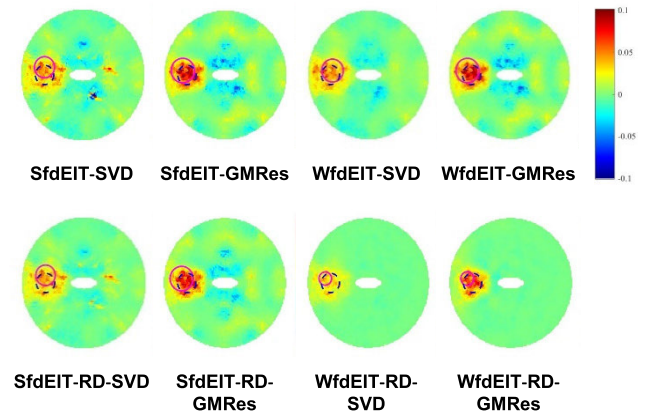 0.1
0.05
0
-0.05
-0.1
SfdEIT-SVD
SfdEIT-GMRes
WfdEIT-SVD
WfdEIT-GMRes
SfdEIT-RD-SVD
SfdEIT-RD-
GMRes
WfdEIT-RD-
SVD
WfdEIT-RD-
GMRes